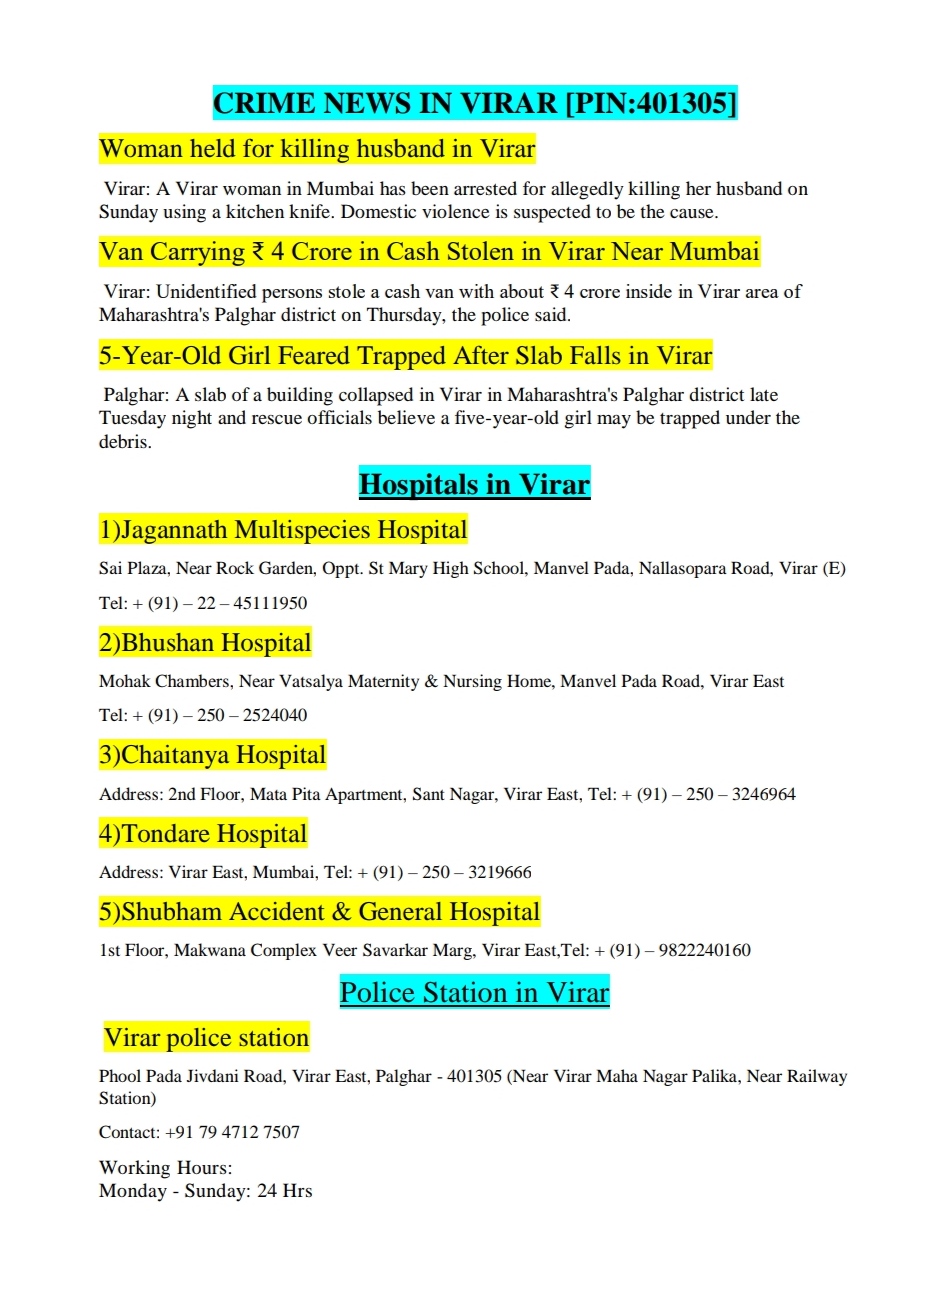 CRIME NEWS IN VIRAR [PIN:401305]
Woman held for killing husband in Virar
Virar: A Virar woman in Mumbai has been arrested for allegedly killing her husband on
Sunday using a kitchen knife. Domestic violence is suspected to be the cause.
Van Carrying ₹ 4 Crore in Cash Stolen in Virar Near Mumbai
Virar: Unidentified persons stole a cash van with about ₹ 4 crore inside in Virar area of
Maharashtra's Palghar district on Thursday, the police said.
5-Year-Old Girl Feared Trapped After Slab Falls in Virar
Palghar: A slab of a building collapsed in Virar in Maharashtra's Palghar district late
Tuesday night and rescue officials believe a five-year-old girl may be trapped under the
debris.
Hospitals in Virar
1)Jagannath Multispecies Hospital
Sai Plaza, Near Rock Garden, Oppt. St Mary High School, Manvel Pada, Nallasopara Road, Virar (E)
Tel: + (91) – 22 – 45111950
2)Bhushan Hospital
Mohak Chambers, Near Vatsalya Maternity & Nursing Home, Manvel Pada Road, Virar East
Tel: + (91) – 250 – 2524040
3)Chaitanya Hospital
Address: 2nd Floor, Mata Pita Apartment, Sant Nagar, Virar East, Tel: + (91) – 250 – 3246964
4)Tondare Hospital
Address: Virar East, Mumbai, Tel: + (91) – 250 – 3219666
5)Shubham Accident & General Hospital
1st Floor, Makwana Complex Veer Savarkar Marg, Virar East,Tel: + (91) – 9822240160
Police Station in Virar
Virar police station
Phool Pada Jivdani Road, Virar East, Palghar - 401305 (Near Virar Maha Nagar Palika, Near Railway
Station)
Contact: +91 79 4712 7507
Working Hours:
Monday - Sunday: 24 Hrs